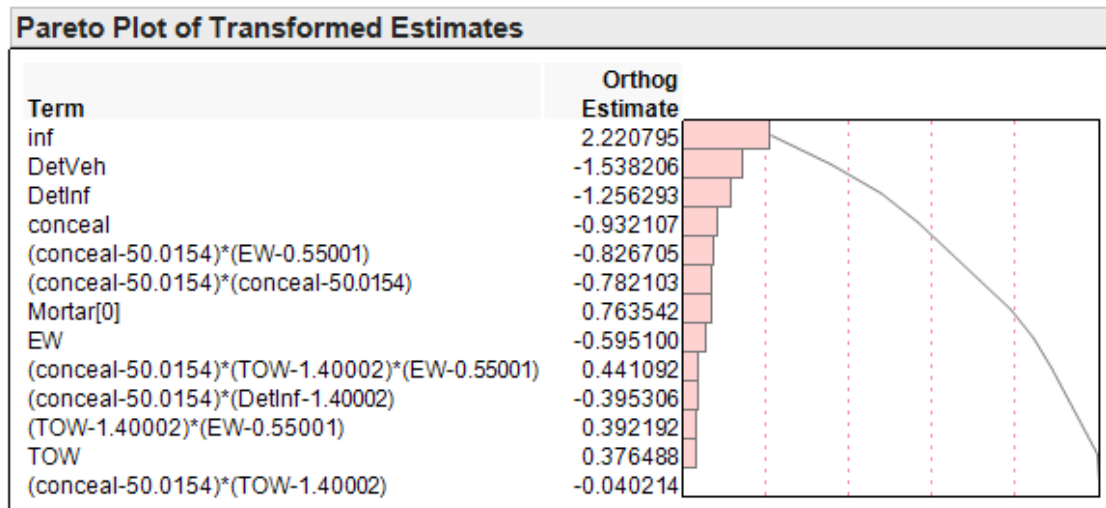 Pareto Plot of Transformed Estimates
Orthog
Term Estimate
inf 2.220795
DetVeh -1.538206
DetInf -1.256293
conceal -0.932107
(conceal-50.0154)*(EW-0.55001) -0.826705
(conceal-50.0154)*(conceal-50.0154) -0.782103
Mortar[0] 0.763542
EW -0.595100
(conceal-50.0154)*(TOW-1.40002)*(EW-0.55001) 0.441092
(conceal-50.0154)*(DetInf-1.40002) -0.395306
(TOW-1.40002)*(EW-0.55001) 0.392192
TOW 0.376488
(conceal-50.0154)*(TOW-1.40002) -0.040214